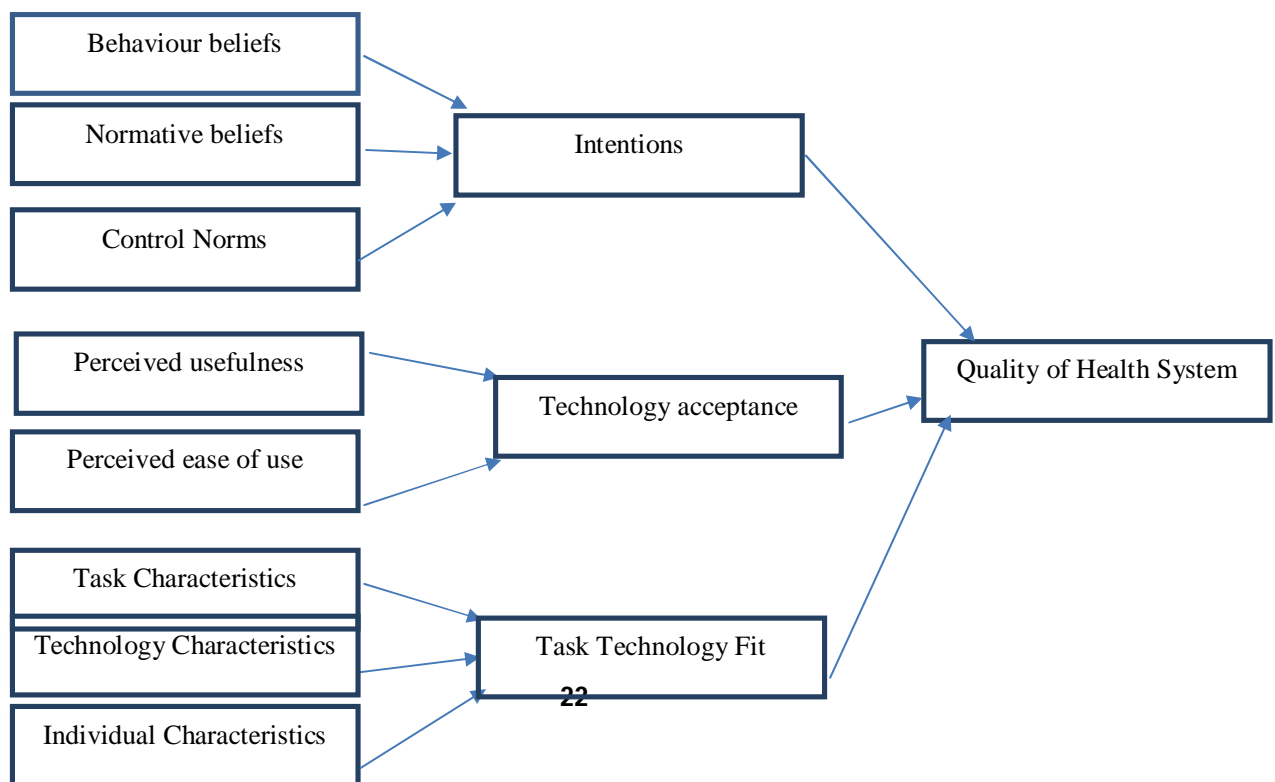 Behaviour beliefs
Normative beliefs
Intentions
Control Norms
Perceived usefulness
Quality of Health System
Technology acceptance
Perceived ease of use
Task Characteristics
Technology Characteristics
Task Technology Fit
22
Individual Characteristics